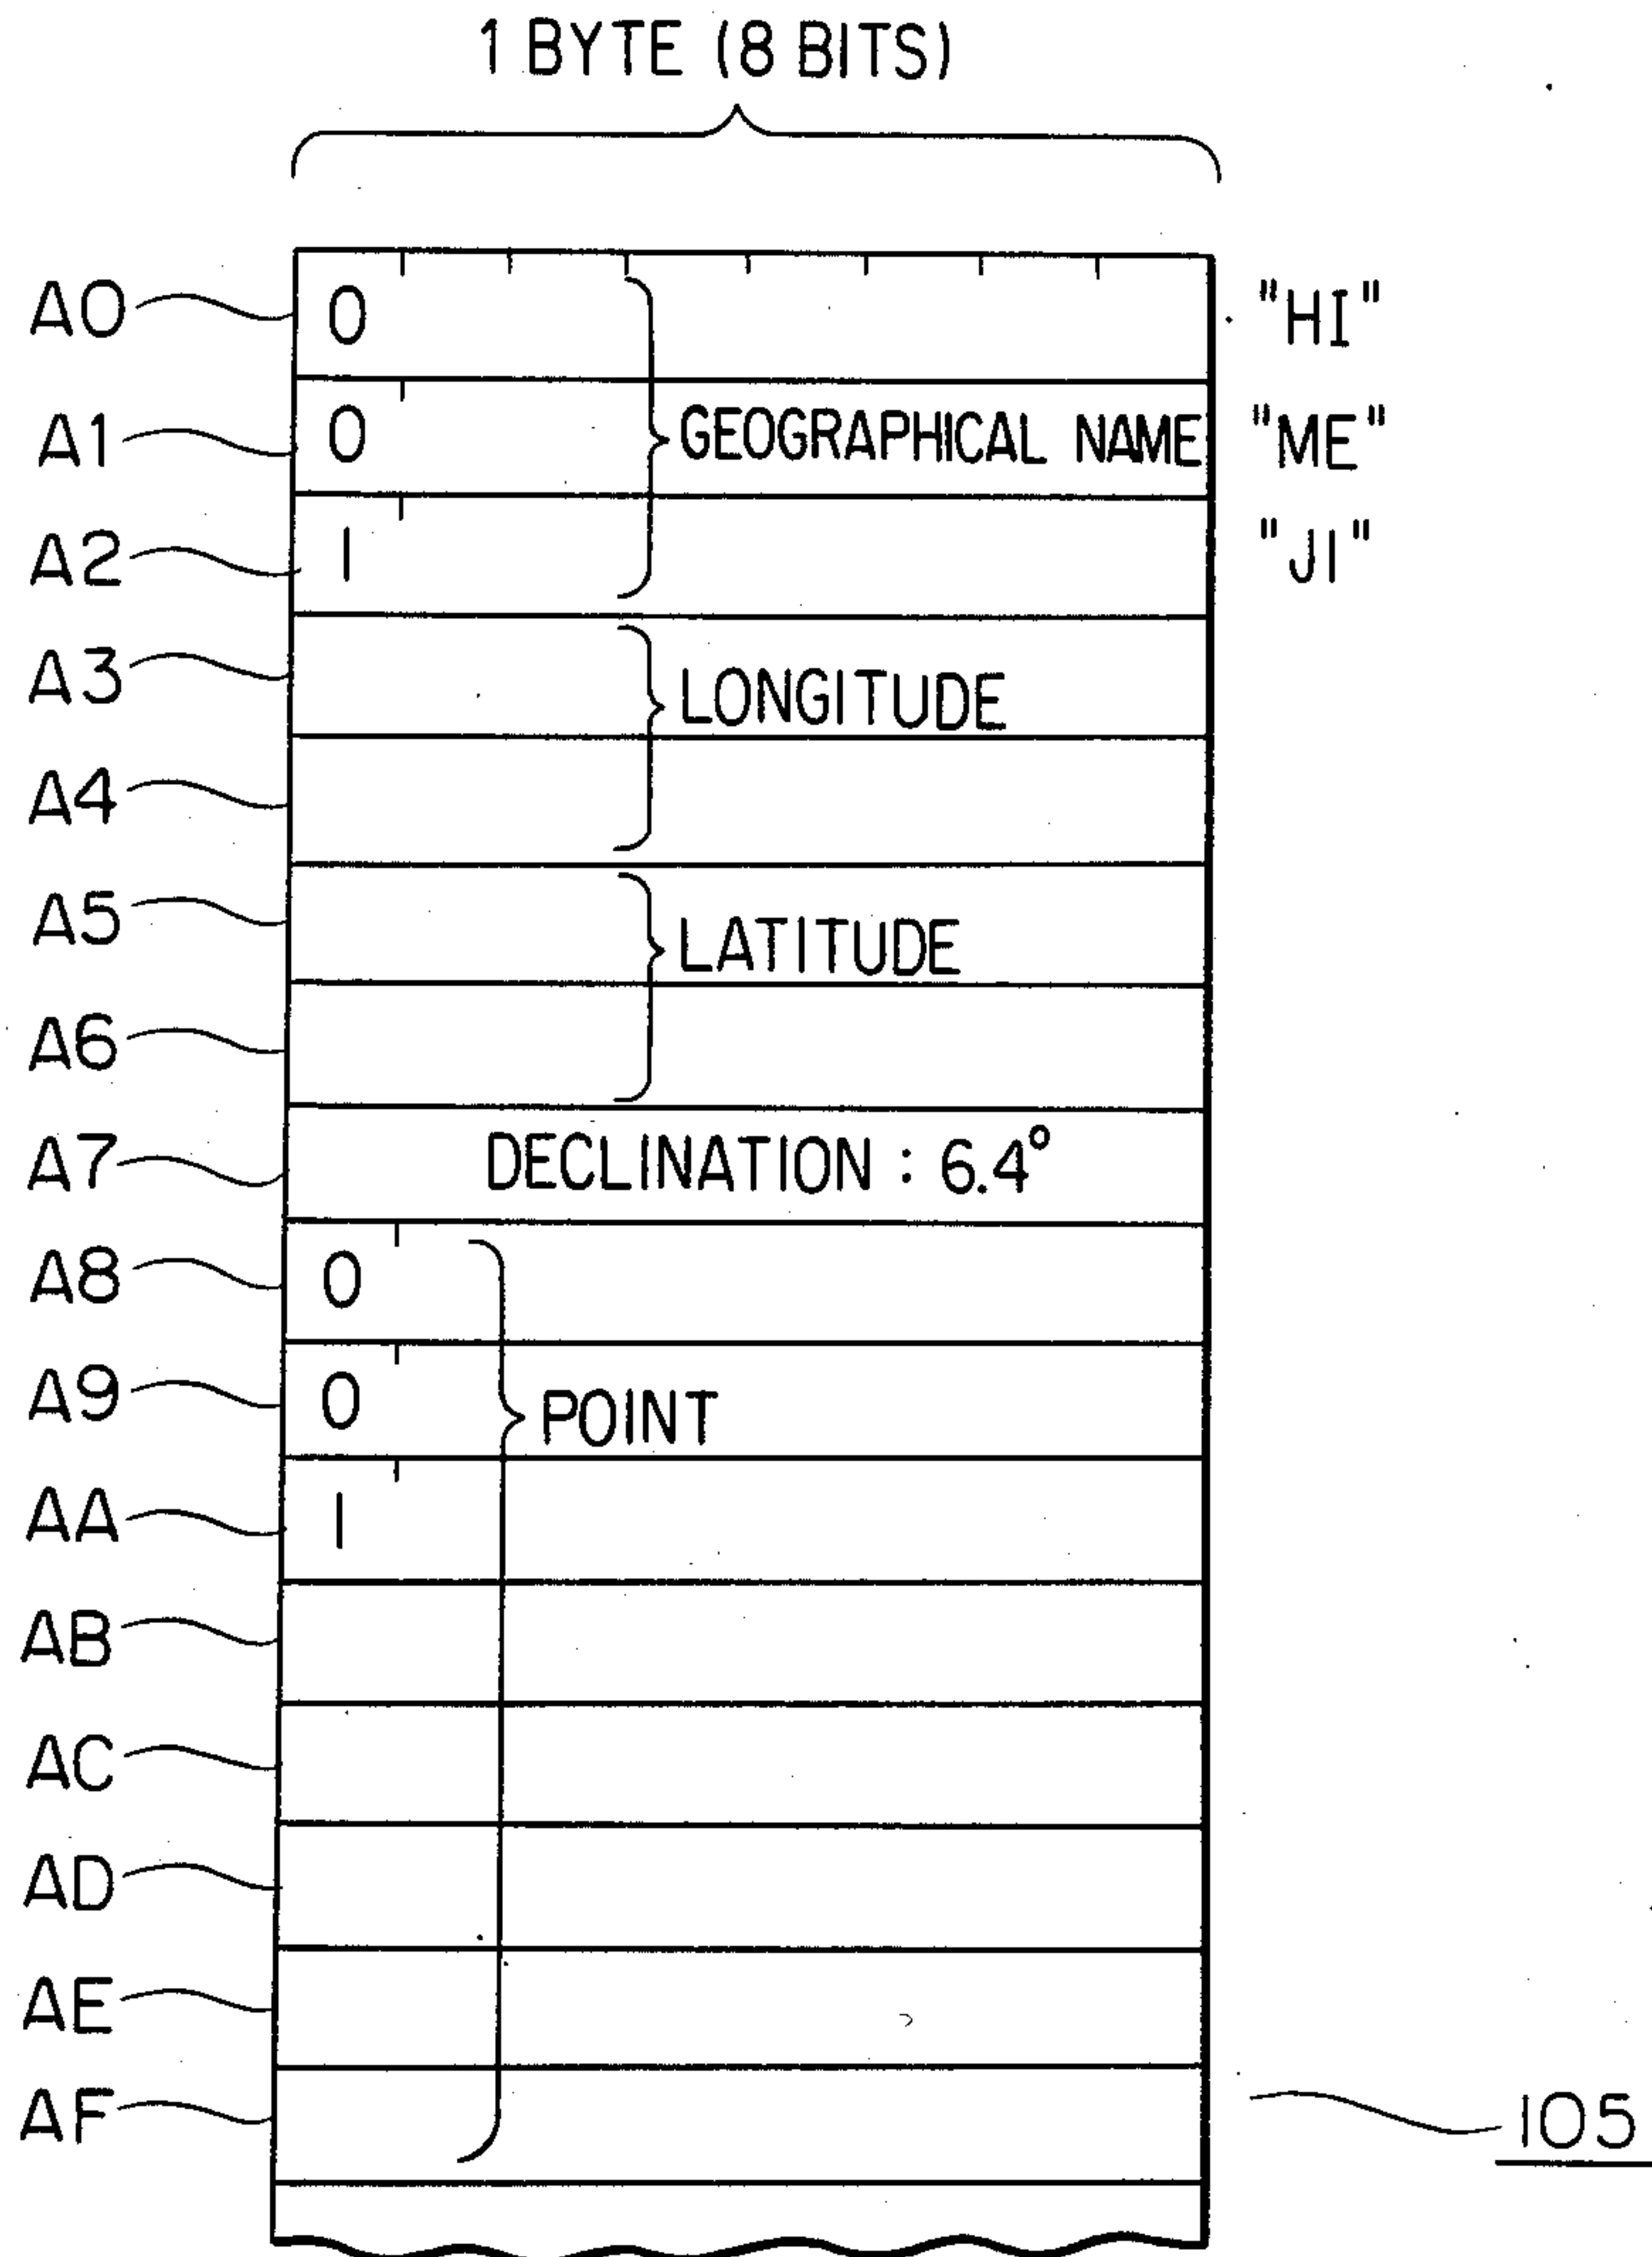 1 BYTE (8 BITS)
A0 0 "HI"
A1 0 GEOGRAPHICAL NAME "ME"
A2 1 "JI"
A3 LONGITUDE
A4
A5 LATITUDE
A6
A7 DECLINATION : 6.4°
A8 0
A9 0 POINT
AA 1
AB
AC
AD
AE
AF
105